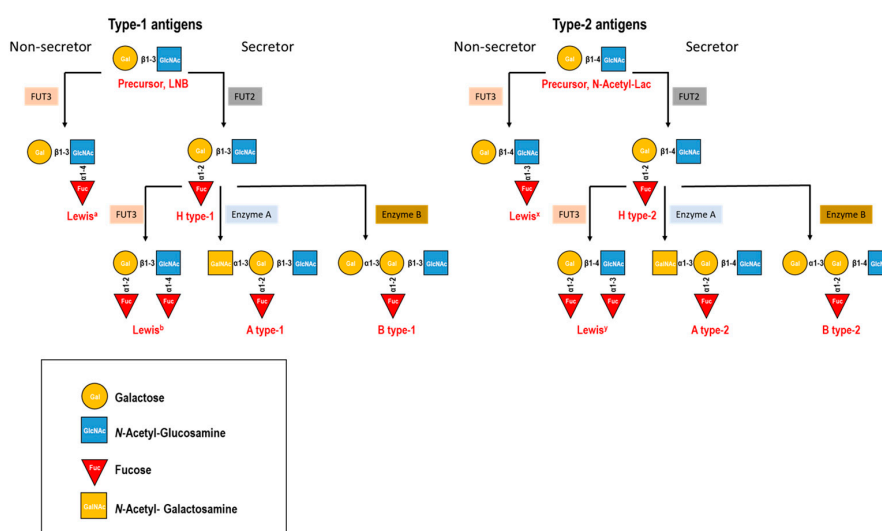 Type-1 antigens
Non-secretor
Secretor
Gal β1-3 GlcNAc
Precursor, LNB
FUT3
FUT2
Gal β1-3 GlcNAc
α1-4
Fuc
Lewisᵃ
Gal β1-3 GlcNAc
α1-2
Fuc
H type-1
FUT3
Enzyme A
Enzyme B
Gal β1-3 GlcNAc
α1-2 α1-4
Fuc Fuc
Lewisᵇ
GalNAc α1-3 Gal β1-3 GlcNAc
α1-2
Fuc
A type-1
Gal α1-3 Gal β1-3 GlcNAc
α1-2
Fuc
B type-1
Type-2 antigens
Non-secretor
Secretor
Gal β1-4 GlcNAc
Precursor, N-Acetyl-Lac
FUT3
FUT2
Gal β1-4 GlcNAc
α1-3
Fuc
Lewisˣ
Gal β1-4 GlcNAc
α1-2
Fuc
H type-2
FUT3
Enzyme A
Enzyme B
Gal β1-4 GlcNAc
α1-2 α1-3
Fuc Fuc
Lewisʸ
GalNAc α1-3 Gal β1-4 GlcNAc
α1-2
Fuc
A type-2
Gal α1-3 Gal β1-4 GlcNAc
α1-2
Fuc
B type-2
Gal Galactose
GlcNAc N-Acetyl-Glucosamine
Fuc Fucose
GalNAc N-Acetyl- Galactosamine